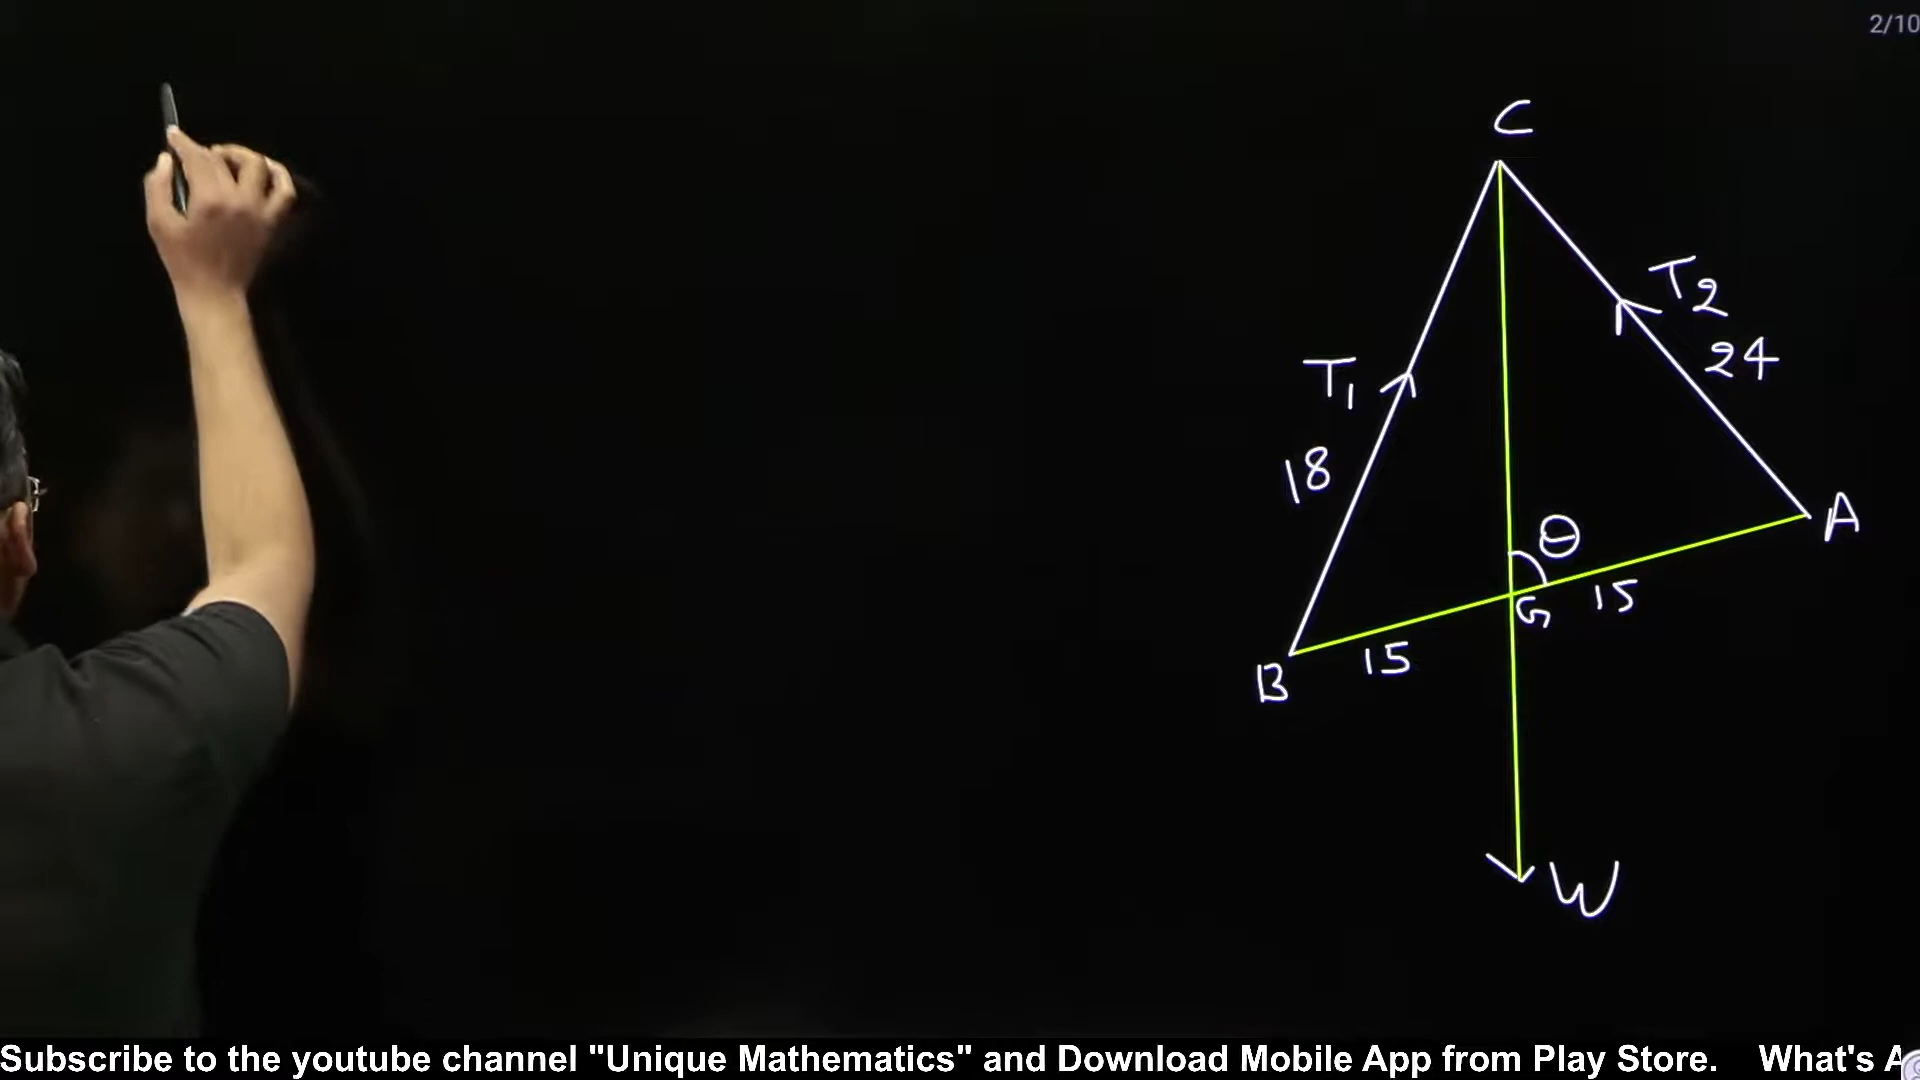 2/10
C
T2
24
T1
18
θ
A
G
15
15
B
W
Subscribe to the youtube channel "Unique Mathematics" and Download Mobile App from Play Store. What's A